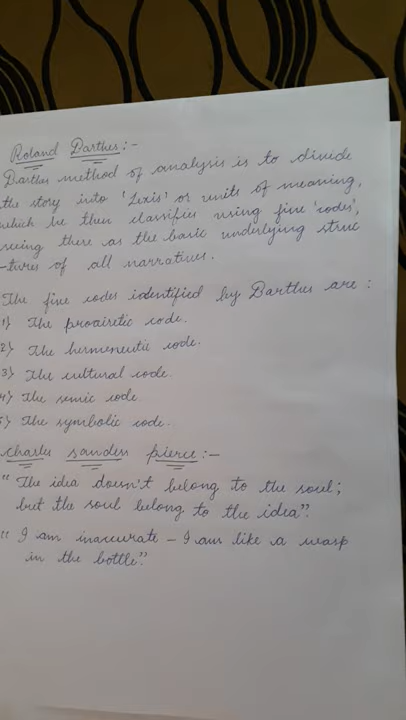 Roland Barthes:-
Barthes method of analysis is to divide
the story into 'Lexis' or units of meaning,
which he then classifies using five 'codes',
seeing these as the basic underlying struc
-tures of all narratives.
The five codes identified by Barthes are :
1) The proairetic code.
2) The hermeneutic code.
3) The cultural code.
4) The semic code.
5) The symbolic code.
Charles sanders pierce:-
"The idea doesn't belong to the soul;
but the soul belong to the idea".
"I am inaccurate - I am like a wasp
in the bottle".